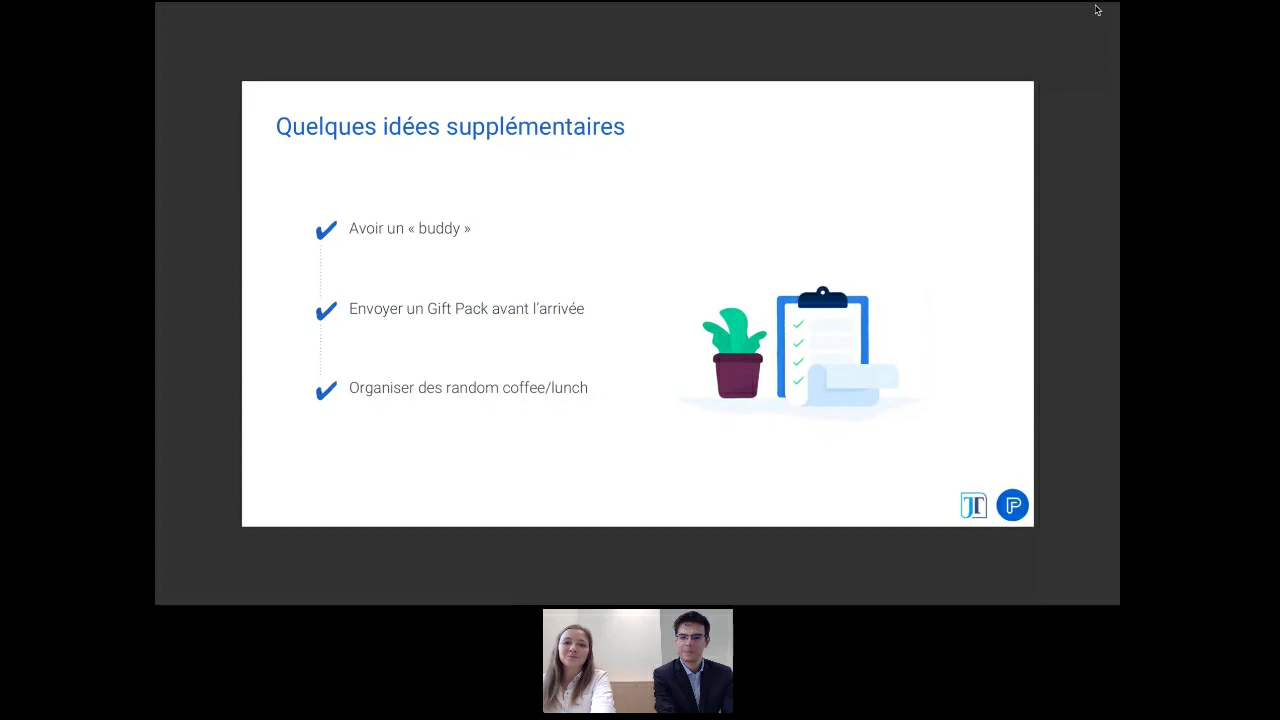 Quelques idées supplémentaires
Avoir un « buddy »
Envoyer un Gift Pack avant l’arrivée
Organiser des random coffee/lunch